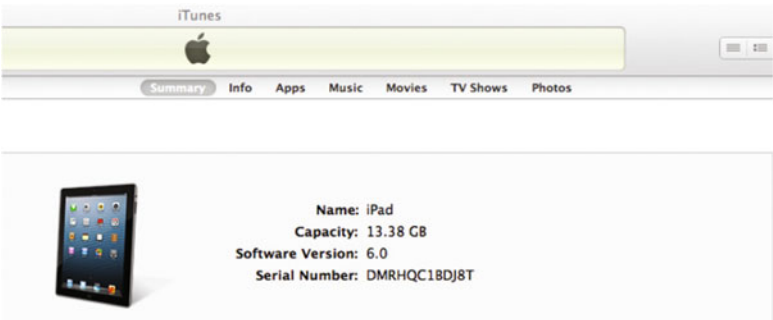 iTunes
Summary Info Apps Music Movies TV Shows Photos
Name: iPad
Capacity: 13.38 GB
Software Version: 6.0
Serial Number: DMRHQC1BDJ8T